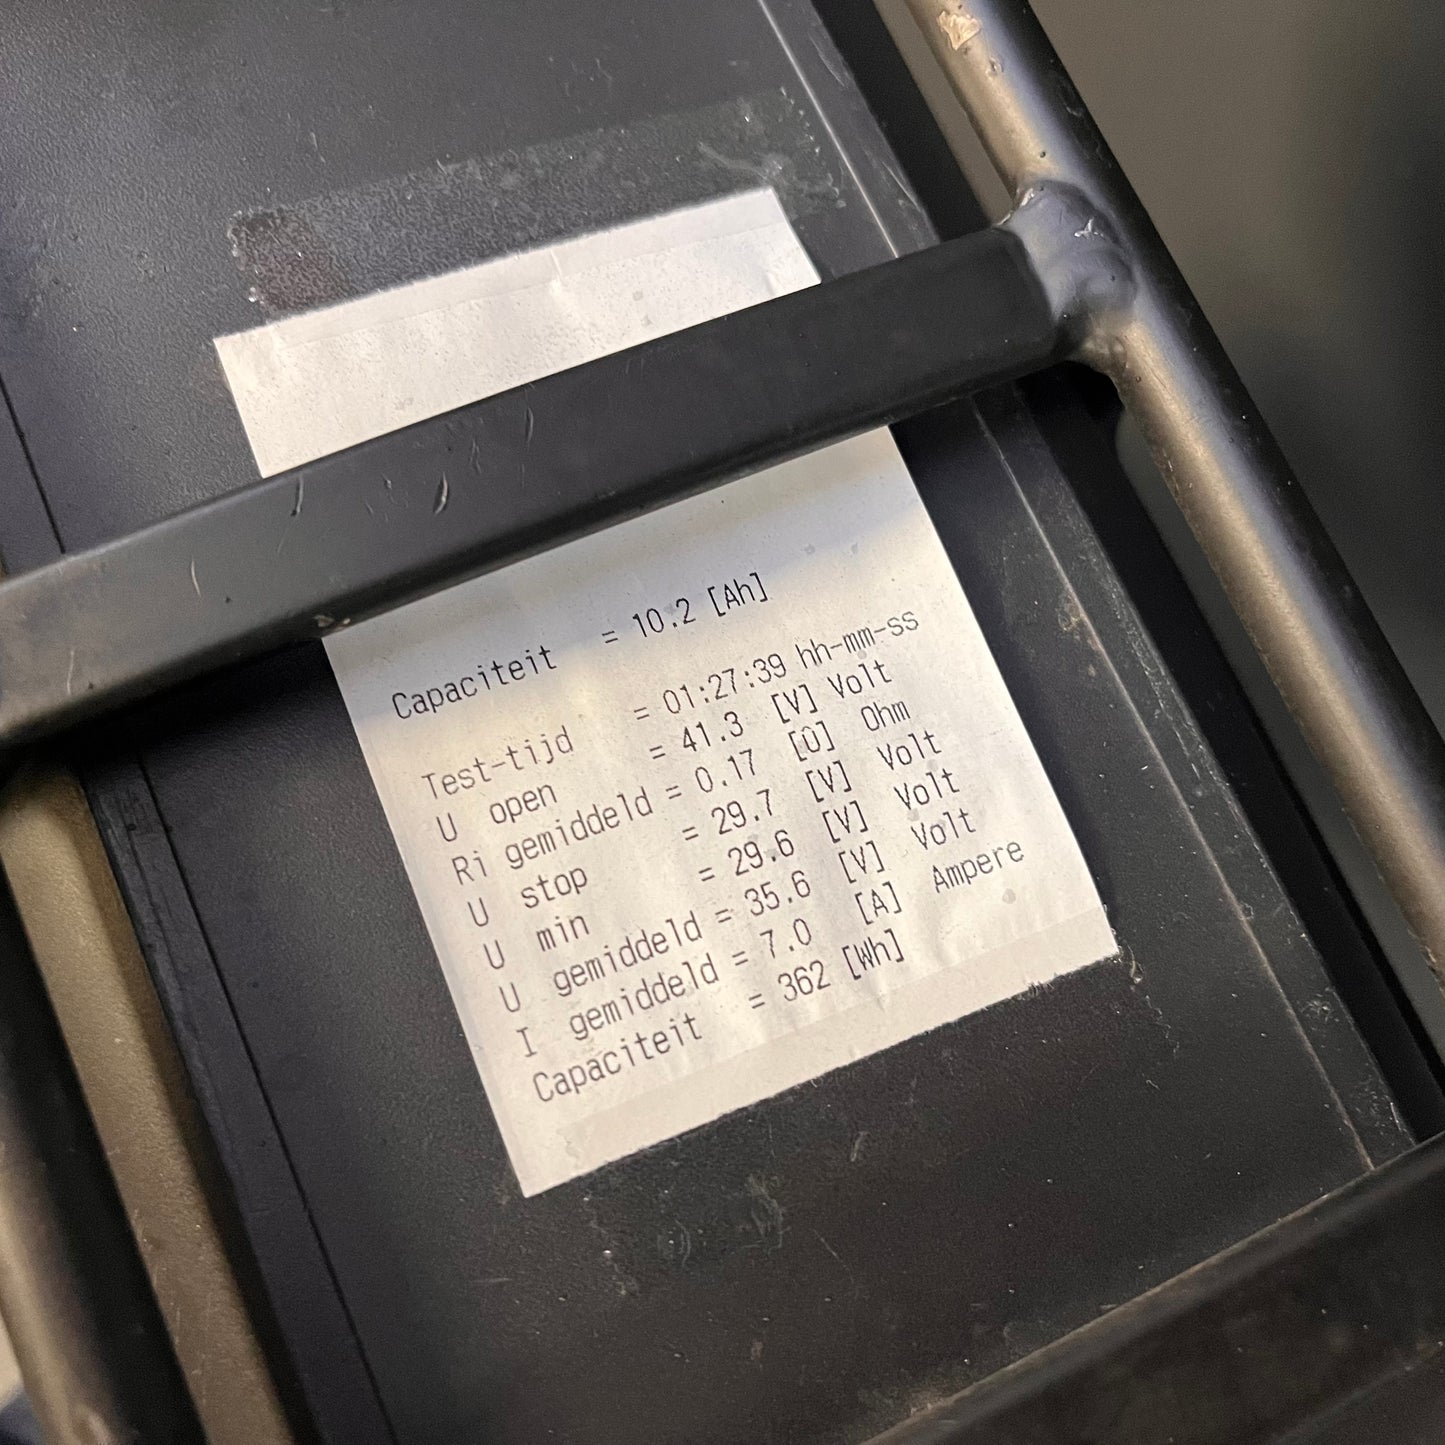 Capaciteit = 10.2 [Ah]
Test-tijd = 01:27:39 hh-mm-ss
U open = 41.3 [V] Volt
Ri gemiddeld = 0.17 [Ü] Ohm
U stop = 29.7 [V] Volt
U min = 29.6 [V] Volt
U gemiddeld = 35.6 [V] Volt
I gemiddeld = 7.0 [A] Ampere
Capaciteit = 362 [Wh]